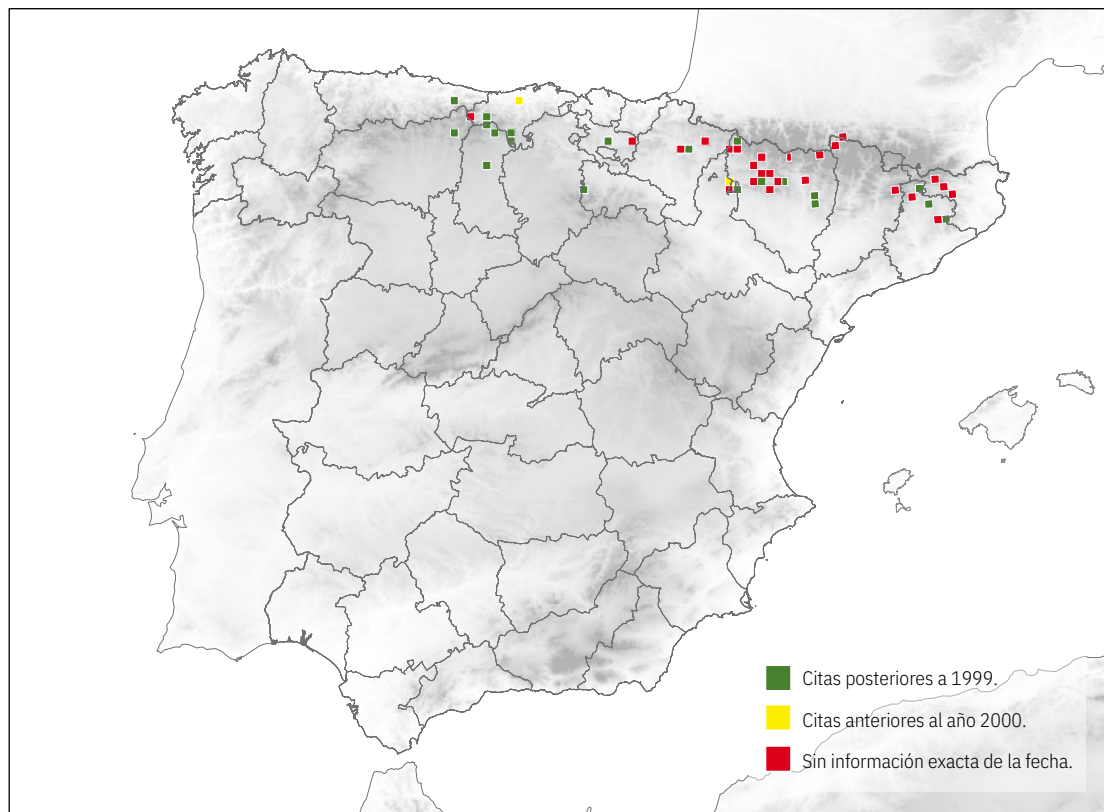 Citas posteriores a 1999.
Citas anteriores al año 2000.
Sin información exacta de la fecha.